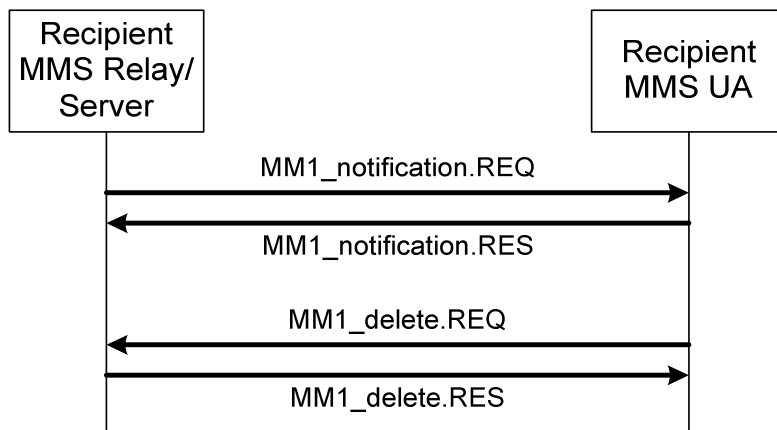 Recipient
MMS Relay/
Server
Recipient
MMS UA
MM1_notification.REQ
MM1_notification.RES
MM1_delete.REQ
MM1_delete.RES